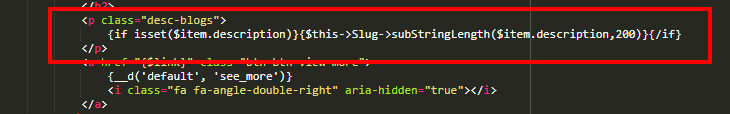 </h2>
<p class="desc-blogs">
{if isset($item.description)}{$this->Slug->subStringLength($item.description,200)}{/if}
</p>
<a href="{$link}" class="btn btn-view-more">
{__d('default', 'see_more')}
<i class="fa fa-angle-double-right" aria-hidden="true"></i>
</a>